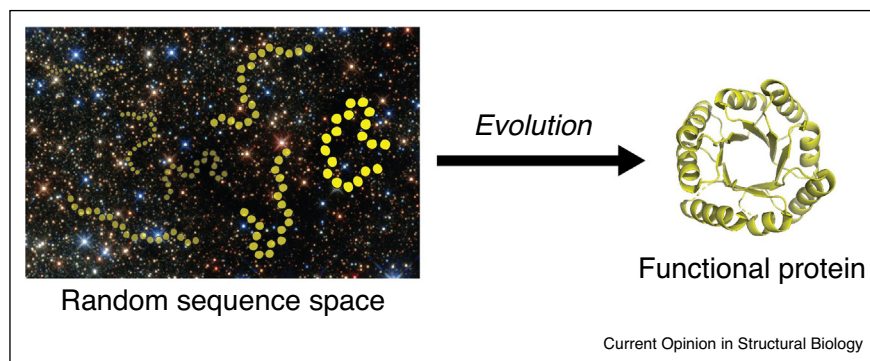 Evolution
Random sequence space
Functional protein
Current Opinion in Structural Biology